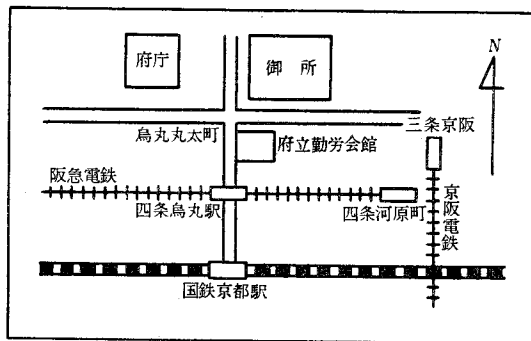 府庁
御所
N
烏丸丸太町
府立勤労会館
三条京阪
阪急電鉄
四条烏丸駅
四条河原町
京阪電鉄
国鉄京都駅